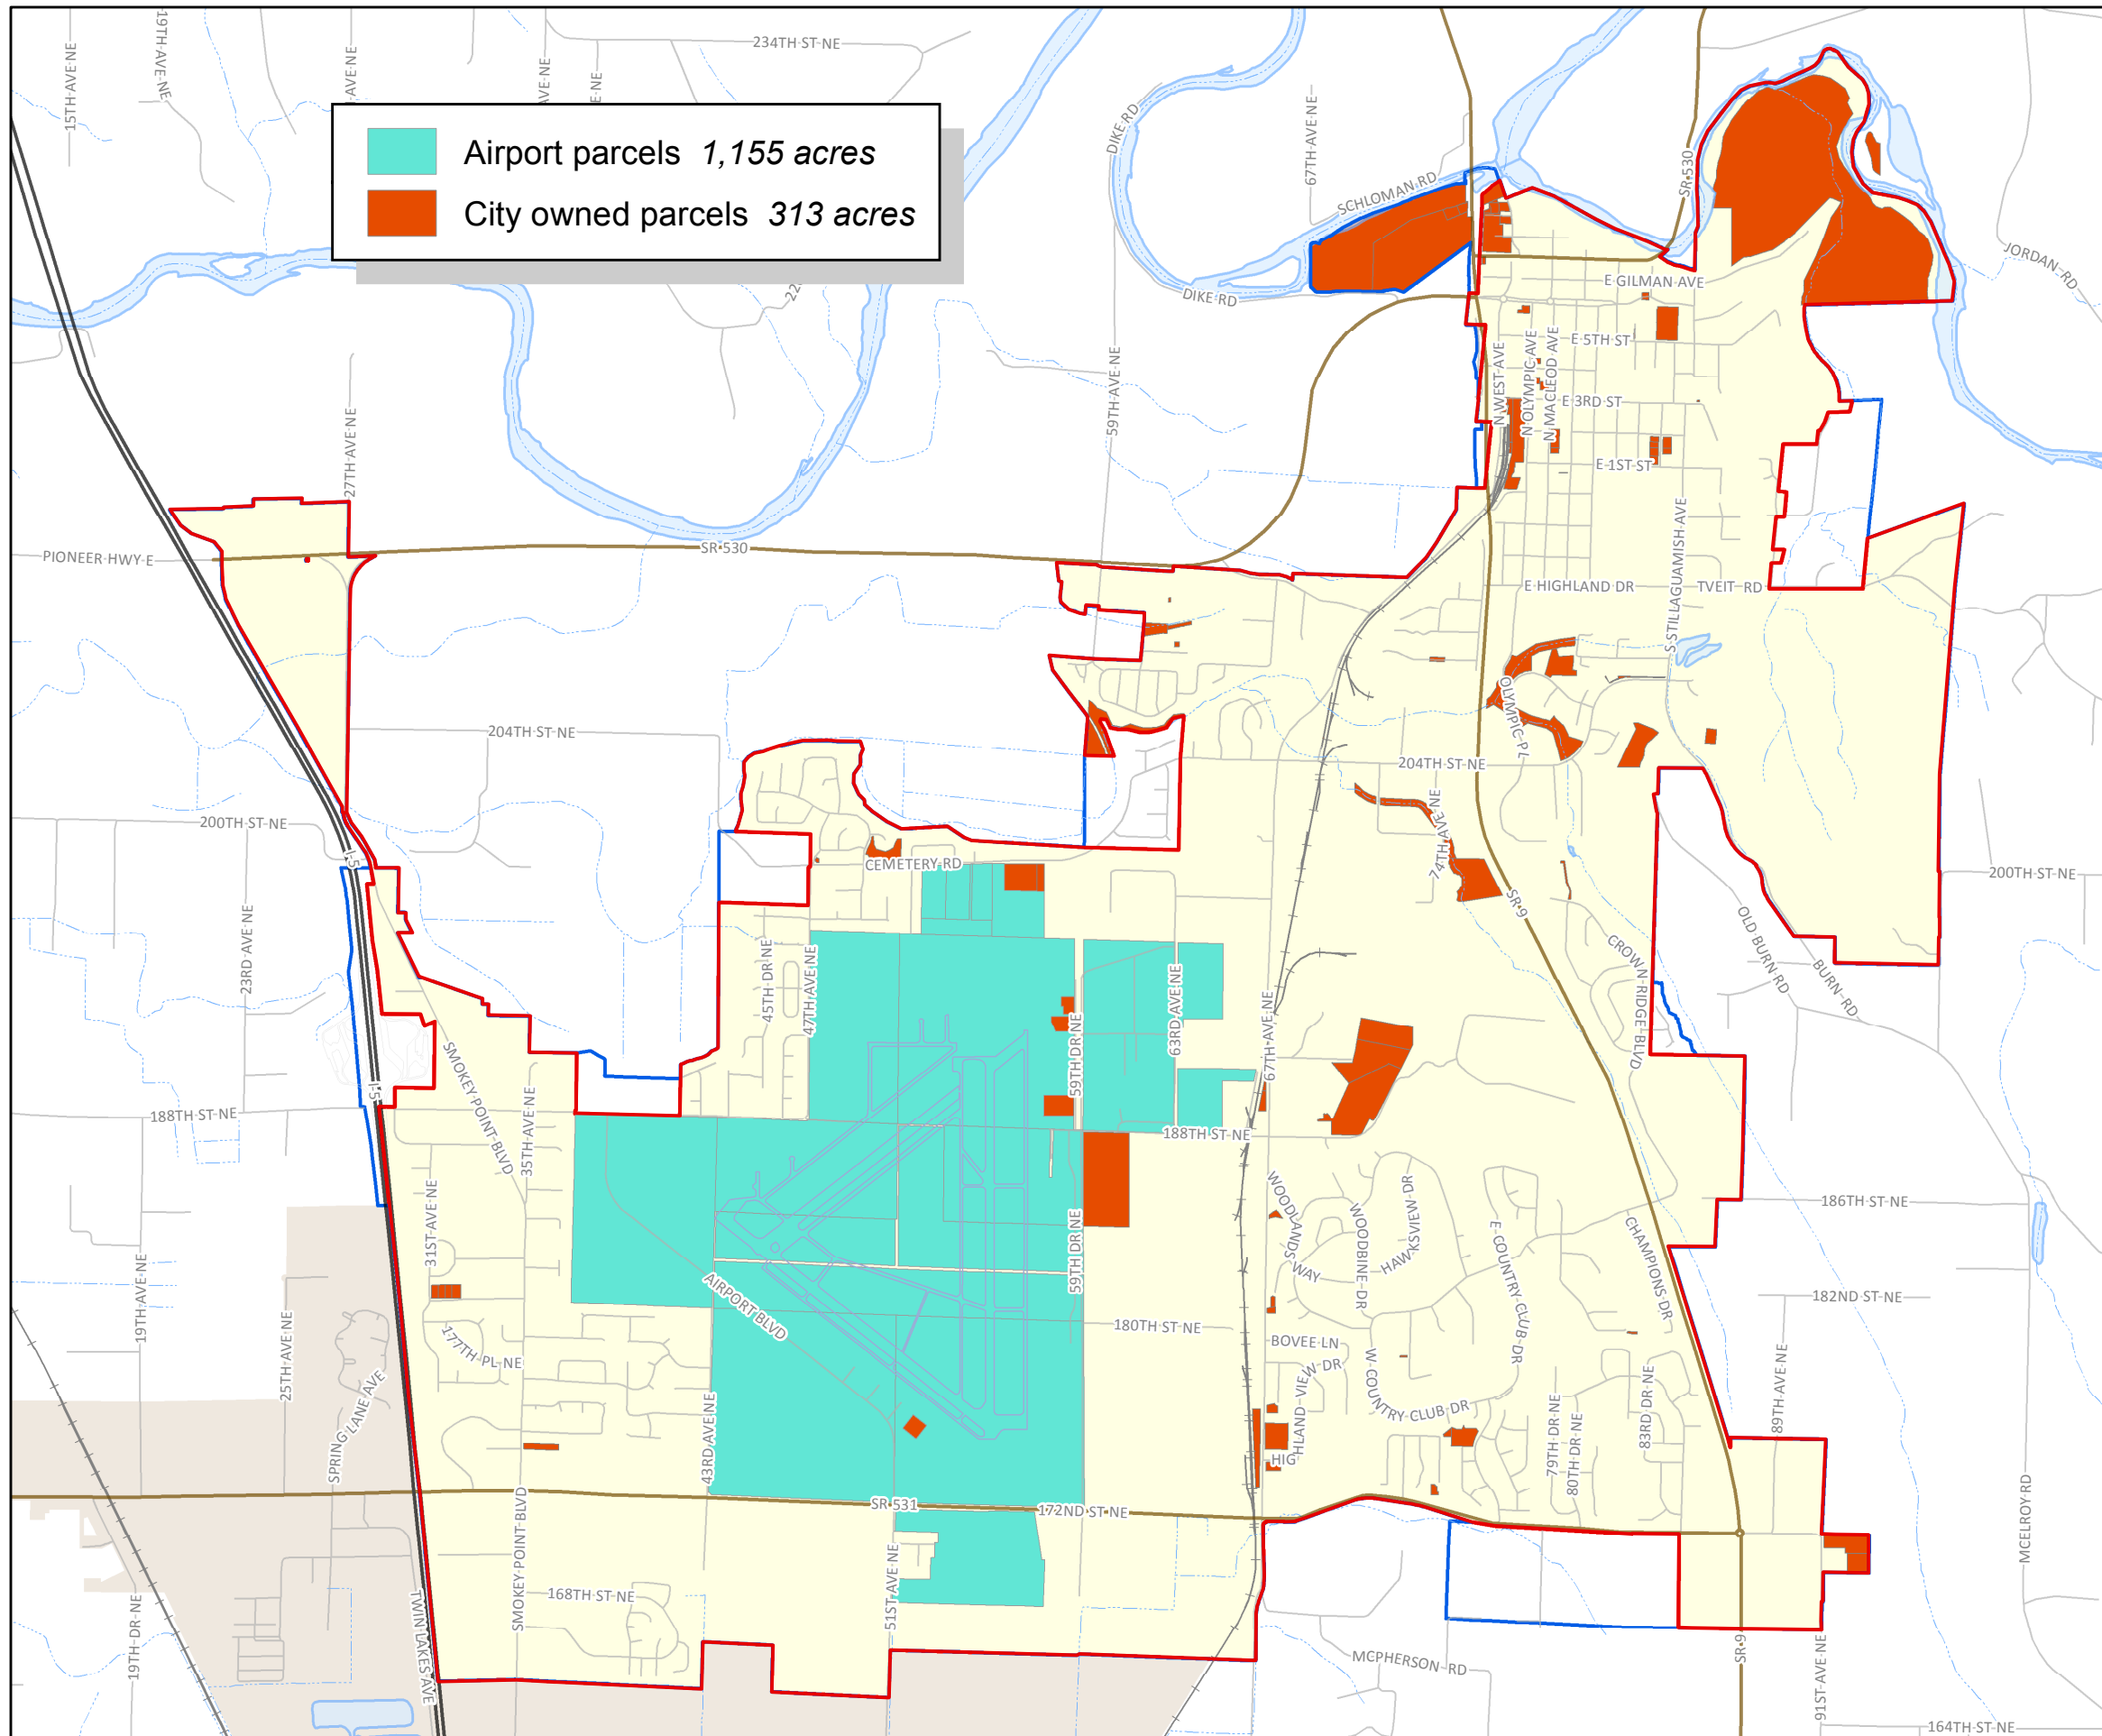 15TH AVE NE
19TH AVE NE
AVE NE
AVE NE
E NE
234TH ST NE
Airport parcels 1,155 acres
City owned parcels 313 acres
22
DIKE RD
67TH AVE NE
SCHLOMAN RD
DIKE RD
SR 530
JORDAN RD
E GILMAN AVE
E 5TH ST
N WEST AVE
N OLYMPIC AVE
N MACLEOD AVE
E 3RD ST
E 1ST ST
59TH AVE NE
27TH AVE NE
PIONEER HWY E
SR 530
S STILLAGUAMISH AVE
E HIGHLAND DR
TVEIT RD
OLYMPIC PL
204TH ST NE
204TH ST NE
74TH AVE NE
200TH ST NE
I-5
CEMETERY RD
SR 9
200TH ST NE
OLD BURN RD
BURN RD
CROWN RIDGE BLVD
23RD AVE NE
45TH DR NE
47TH AVE NE
63RD AVE NE
59TH DR NE
67TH AVE NE
SMOKEY POINT BLVD
35TH AVE NE
I-5
188TH ST NE
188TH ST NE
186TH ST NE
31ST AVE NE
WOODLANDS WAY
WOODBINE DR
HAWKSVIEW DR
E COUNTRY CLUB DR
CHAMPIONS DR
59TH DR NE
19TH AVE NE
25TH AVE NE
AIRPORT BLVD
182ND ST NE
180TH ST NE
BOVEE LN
177TH PL NE
SPRING LANE AVE
W COUNTRY CLUB DR
HIGHLAND VIEW DR
79TH DR NE
80TH DR NE
83RD DR NE
89TH AVE NE
43RD AVE NE
SR 531
172ND ST NE
MCELROY RD
SMOKEY POINT BLVD
168TH ST NE
51ST AVE NE
19TH DR NE
TWIN LAKES AVE
MCPHERSON RD
SR 9
91ST AVE NE
164TH ST NE